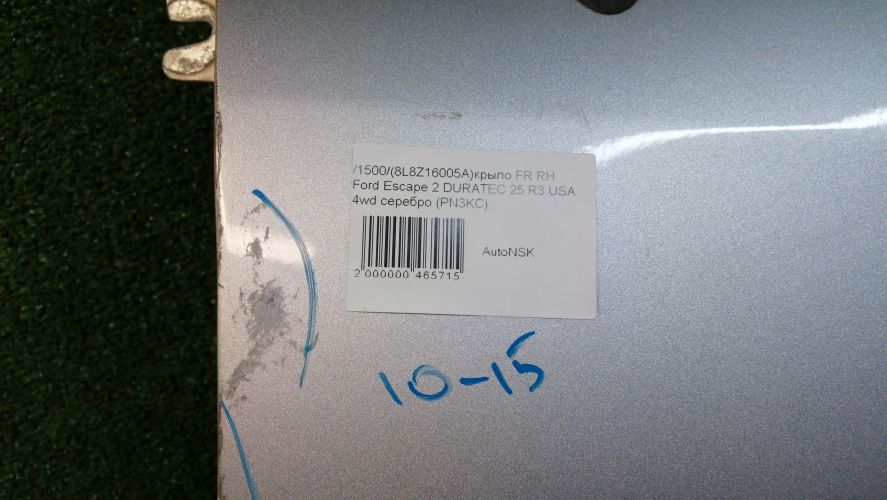 /1500/(8L8Z16005A)крыло FR RH
Ford Escape 2 DURATEC 25 R3 USA
4wd серебро (PN3KC)
AutoNSK
2 000000 465715
10-15